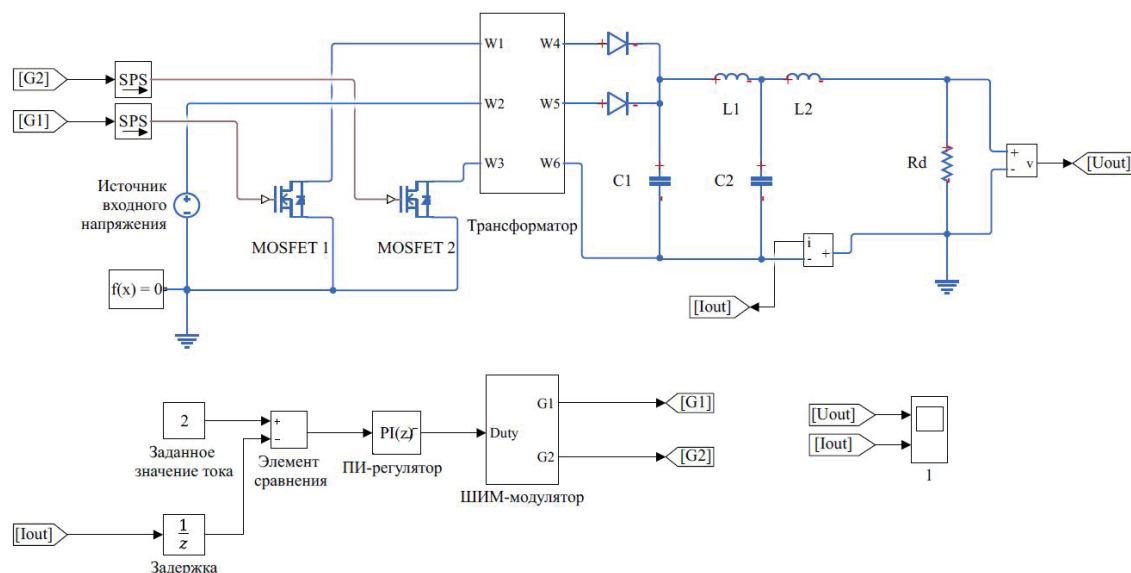 W1
W4
[G2]
SPS
W2
W5
L1
L2
[G1]
SPS
W3
W6
Rd
+
v
-
[Uout]
C1
C2
Источник
входного
напряжения
Трансформатор
MOSFET 1
MOSFET 2
i
-
+
f(x) = 0
[Iout]
2
Заданное
значение тока
+
−
Элемент
сравнения
PI(z)
ПИ-регулятор
Duty
G1
G2
ШИМ-модулятор
[G1]
[G2]
[Uout]
[Iout]
1
[Iout]
1
z
Задержка